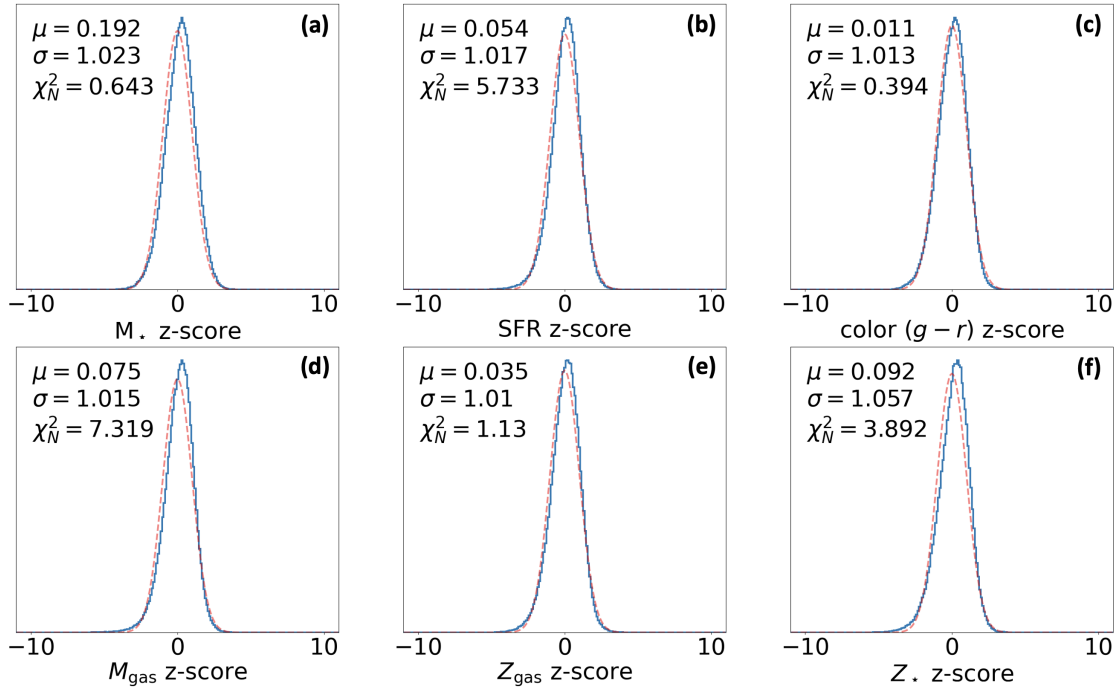 (a)
μ = 0.192
σ = 1.023
χ²_N = 0.643
−10 0 10
M⋆ z-score
(b)
μ = 0.054
σ = 1.017
χ²_N = 5.733
−10 0 10
SFR z-score
(c)
μ = 0.011
σ = 1.013
χ²_N = 0.394
−10 0 10
color (g − r) z-score
(d)
μ = 0.075
σ = 1.015
χ²_N = 7.319
−10 0 10
M_gas z-score
(e)
μ = 0.035
σ = 1.01
χ²_N = 1.13
−10 0 10
Z_gas z-score
(f)
μ = 0.092
σ = 1.057
χ²_N = 3.892
−10 0 10
Z⋆ z-score